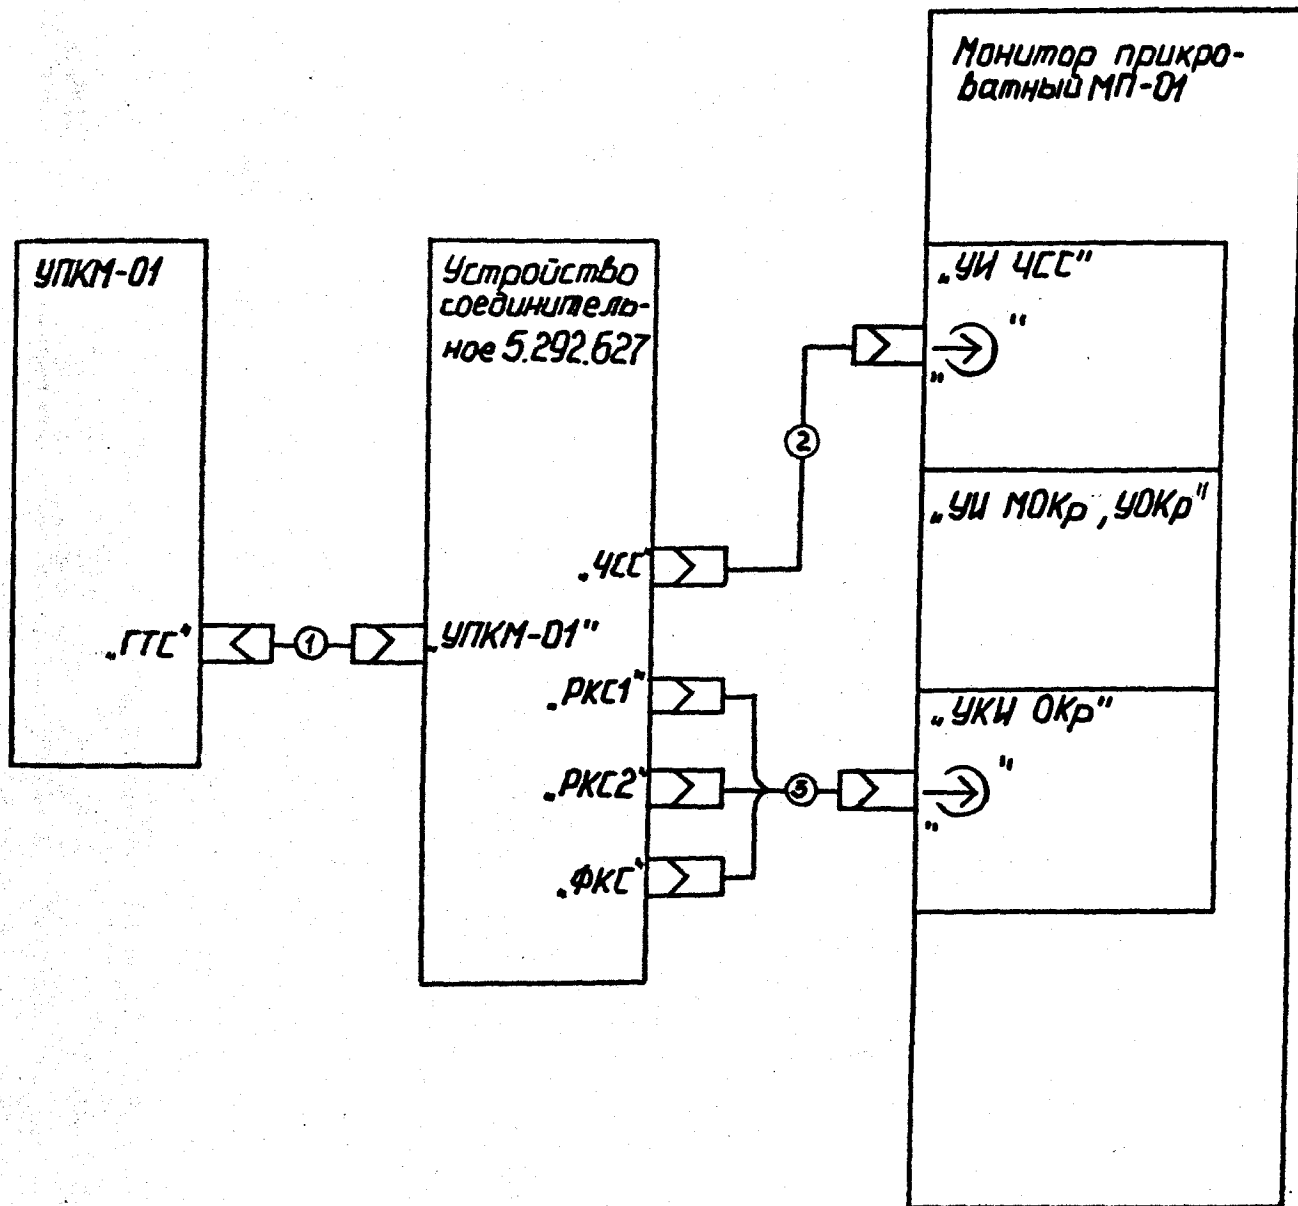 Монитор прикро-
ватный МП-01
УПКМ-01
Устройство
соединитель-
ное 5.292.627
„УИ ЧСС"
„ "
2
„УИ МОКр, УОКр"
„ЧСС"
„ГТС"
1
„УПКМ-01"
„РКС1"
„УКИ ОКр"
„РКС2"
3
„ "
„ФКС"